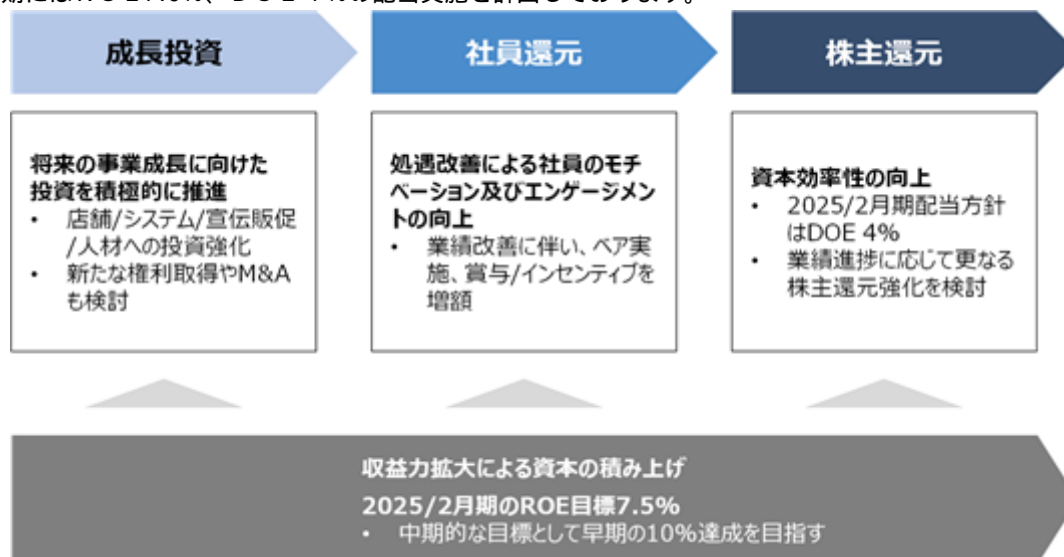 成長投資
社員還元
株主還元
将来の事業成長に向けた
投資を積極的に推進
• 店舗/システム/宣伝販促
/人材への投資強化
• 新たな権利取得やM&A
も検討
処遇改善による社員のモチ
ベーション及びエンゲージメン
トの向上
• 業績改善に伴い、ベア実
施、賞与/インセンティブを
増額
資本効率性の向上
• 2025/2月期配当方針
はDOE 4%
• 業績進捗に応じて更なる
株主還元強化を検討
収益力拡大による資本の積み上げ
2025/2月期のROE目標7.5%
• 中期的な目標として早期の10%達成を目指す